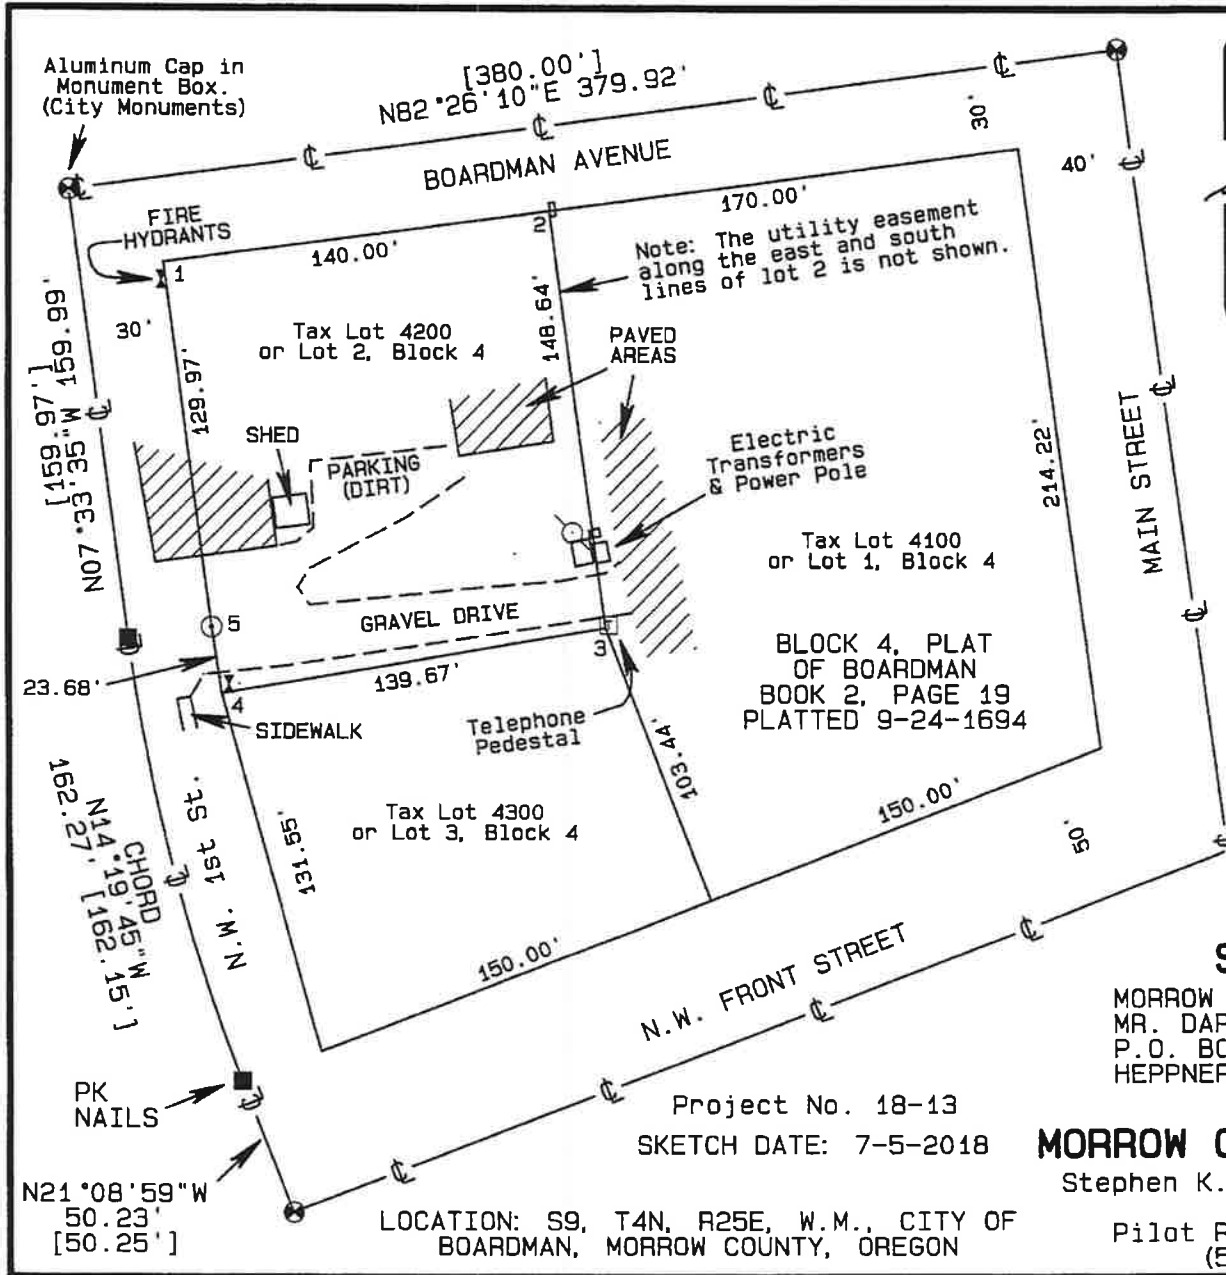 Aluminum Cap in
Monument Box.
(City Monuments)
[380.00']
N82°26'10"E 379.92'
BOARDMAN AVENUE
30'
40'
FIRE
HYDRANTS
1
140.00'
2
170.00'
Note: The utility easement
along the east and south
lines of lot 2 is not shown.
30'
[159.97']
N07°33'35"W 159.99'
129.97'
Tax Lot 4200
or Lot 2, Block 4
148.64'
PAVED
AREAS
SHED
PARKING
(DIRT)
Electric
Transformers
& Power Pole
214.22'
MAIN STREET
Tax Lot 4100
or Lot 1, Block 4
5
GRAVEL DRIVE
T
3
23.68'
4
139.67'
SIDEWALK
Telephone
Pedestal
BLOCK 4, PLAT
OF BOARDMAN
BOOK 2, PAGE 19
PLATTED 9-24-1694
103.44'
CHORD
N14°19'45"W
162.27' [162.15']
N.W. 1st St.
131.55'
Tax Lot 4300
or Lot 3, Block 4
150.00'
50'
150.00'
N.W. FRONT STREET
S
MORROW
MR. DAR
P.O. BO
HEPPNER
PK
NAILS
Project No. 18-13
SKETCH DATE: 7-5-2018
MORROW C
Stephen K.
N21°08'59"W
50.23'
[50.25']
LOCATION: S9, T4N, R25E, W.M., CITY OF
BOARDMAN, MORROW COUNTY, OREGON
Pilot R
(5